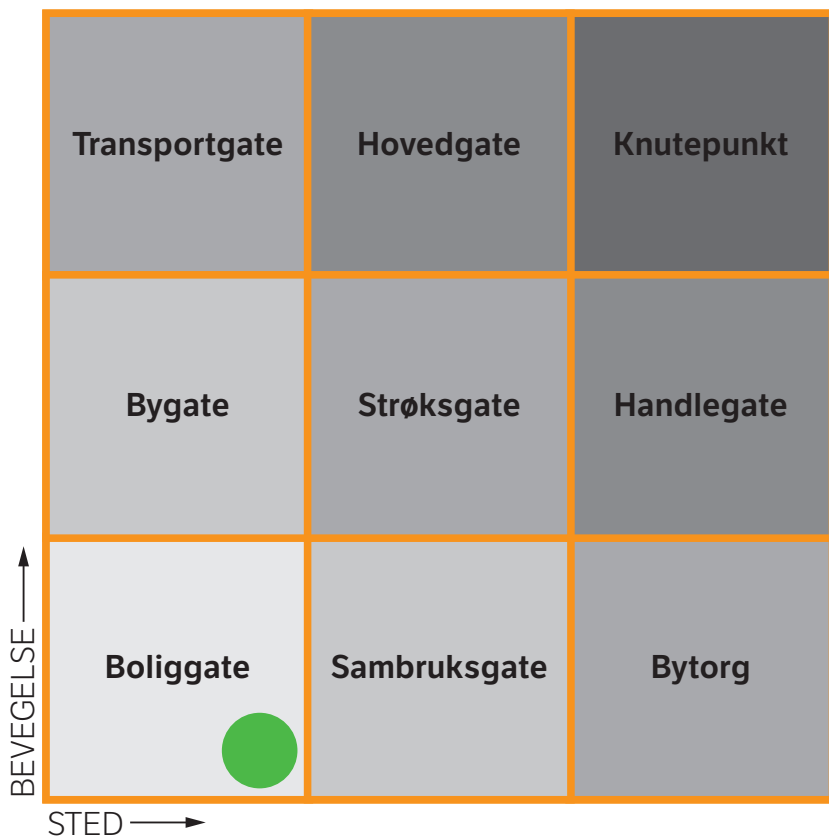 Transportgate
Hovedgate
Knutepunkt
Bygate
Strøksgate
Handlegate
Boliggate
Sambruksgate
Bytorg
BEVEGELSE
STED